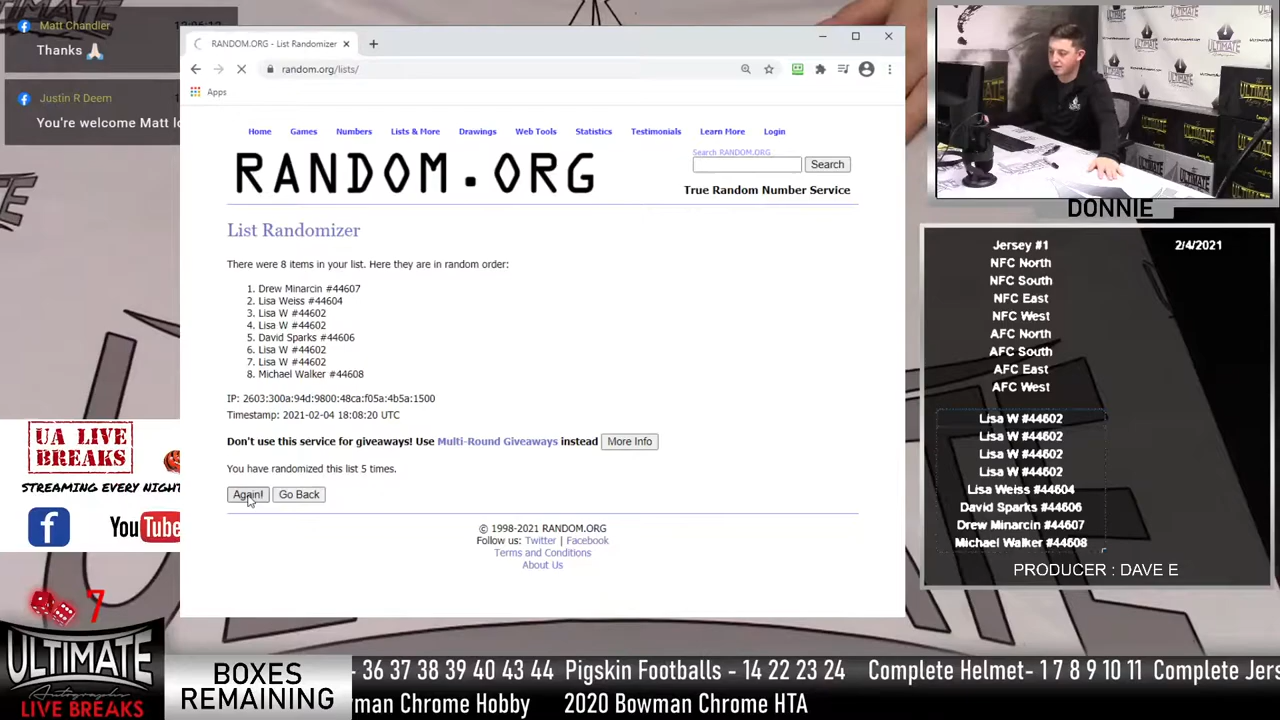 Matt Chandler
Thanks 🙏🏻
Justin R Deem
You're welcome Matt
RANDOM.ORG - List Randomizer
random.org/lists/
Apps
Home Games Numbers Lists & More Drawings Web Tools Statistics Testimonials Learn More Login
RANDOM.ORG
Search RANDOM.ORG
Search
True Random Number Service
List Randomizer
There were 8 items in your list. Here they are in random order:
1. Drew Minarcin #44607
2. Lisa Weiss #44604
3. Lisa W #44602
4. Lisa W #44602
5. David Sparks #44606
6. Lisa W #44602
7. Lisa W #44602
8. Michael Walker #44608
IP: 2603:300a:94d:9800:48ca:f05a:4b5a:1500
Timestamp: 2021-02-04 18:08:20 UTC
Don't use this service for giveaways! Use Multi-Round Giveaways instead More Info
You have randomized this list 5 times.
Again! Go Back
© 1998-2021 RANDOM.ORG
Follow us: Twitter | Facebook
Terms and Conditions
About Us
DONNIE
Jersey #1 2/4/2021
NFC North
NFC South
NFC East
NFC West
AFC North
AFC South
AFC East
AFC West
Lisa W #44602
Lisa W #44602
Lisa W #44602
Lisa W #44602
Lisa Weiss #44604
David Sparks #44606
Drew Minarcin #44607
Michael Walker #44608
PRODUCER : DAVE E
UA LIVE
BREAKS
STREAMING EVERY NIGHT
f YouTube
7
ULTIMATE
Autographs
LIVE BREAKS
BOXES
REMAINING
- 36 37 38 39 40 43 44 Pigskin Footballs - 14 22 23 24 Complete Helmet- 1 7 8 9 10 11 Complete Jers
man Chrome Hobby 2020 Bowman Chrome HTA